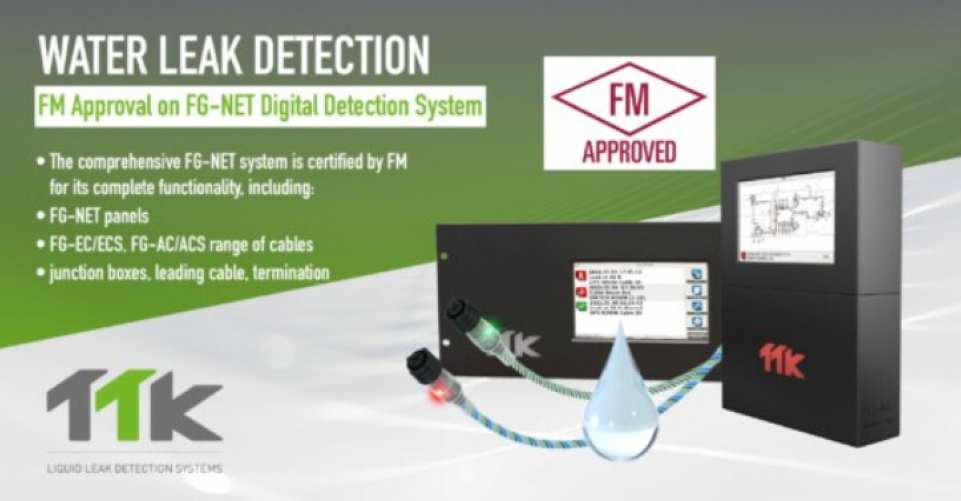 WATER LEAK DETECTION
FM Approval on FG-NET Digital Detection System
• The comprehensive FG-NET system is certified by FM
for its complete functionality, including:
• FG-NET panels
• FG-EC/ECS, FG-AC/ACS range of cables
• junction boxes, leading cable, termination
FM
APPROVED
TTK
TTK
TTK
LIQUID LEAK DETECTION SYSTEMS